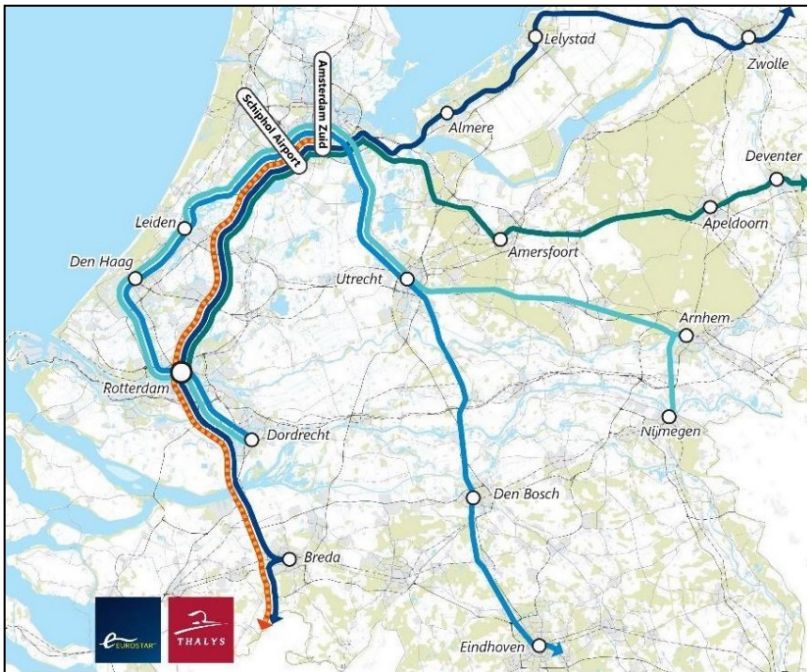 Lelystad
Zwolle
Amsterdam Zuid
Schiphol Airport
Almere
Deventer
Leiden
Apeldoorn
Amersfoort
Den Haag
Utrecht
Arnhem
Rotterdam
Nijmegen
Dordrecht
Den Bosch
Breda
EUROSTAR
THALYS
Eindhoven